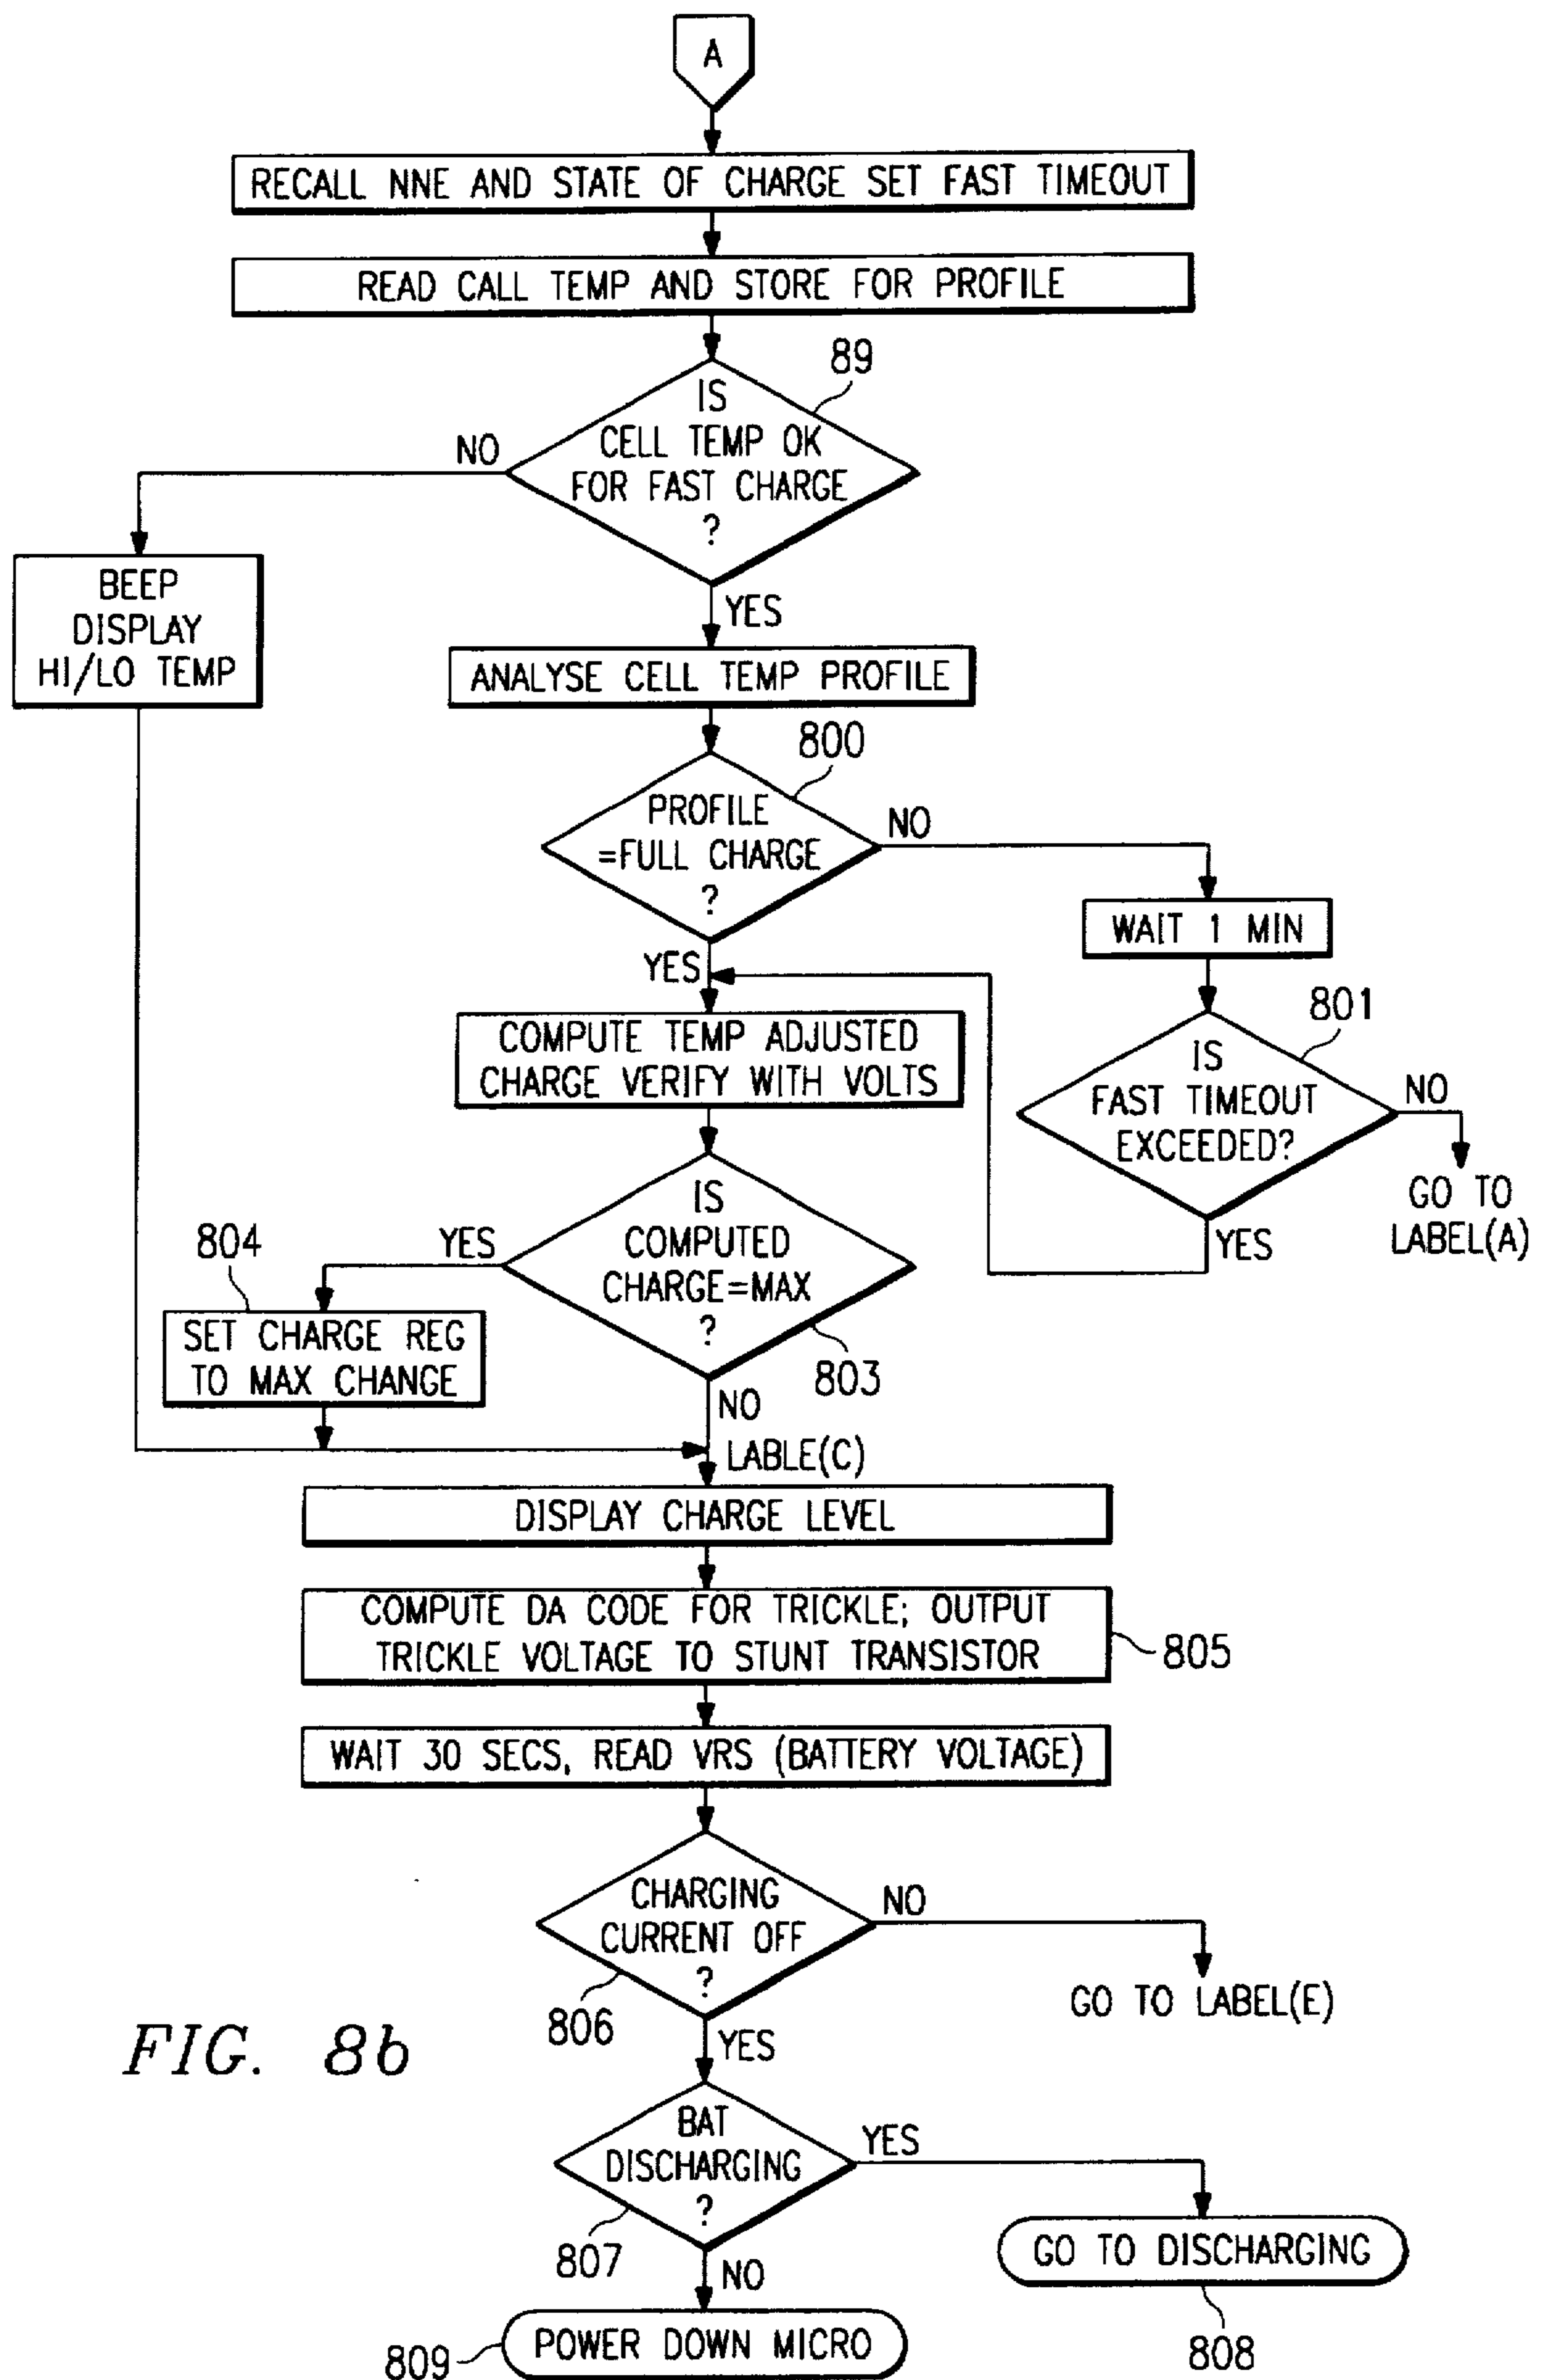 A
RECALL NNE AND STATE OF CHARGE SET FAST TIMEOUT
READ CALL TEMP AND STORE FOR PROFILE
89
IS
CELL TEMP OK
FOR FAST CHARGE
?
NO
YES
BEEP
DISPLAY
HI/LO TEMP
ANALYSE CELL TEMP PROFILE
800
PROFILE
=FULL CHARGE
?
NO
YES
WAIT 1 MIN
801
IS
FAST TIMEOUT
EXCEEDED?
NO
GO TO
LABEL(A)
YES
COMPUTE TEMP ADJUSTED
CHARGE VERIFY WITH VOLTS
IS
COMPUTED
CHARGE=MAX
?
803
YES
804
SET CHARGE REG
TO MAX CHANGE
NO
LABLE(C)
DISPLAY CHARGE LEVEL
COMPUTE DA CODE FOR TRICKLE; OUTPUT
TRICKLE VOLTAGE TO STUNT TRANSISTOR
805
WAIT 30 SECS, READ VRS (BATTERY VOLTAGE)
CHARGING
CURRENT OFF
?
806
NO
GO TO LABEL(E)
YES
FIG. 8b
BAT
DISCHARGING
?
807
YES
GO TO DISCHARGING
808
NO
POWER DOWN MICRO
809